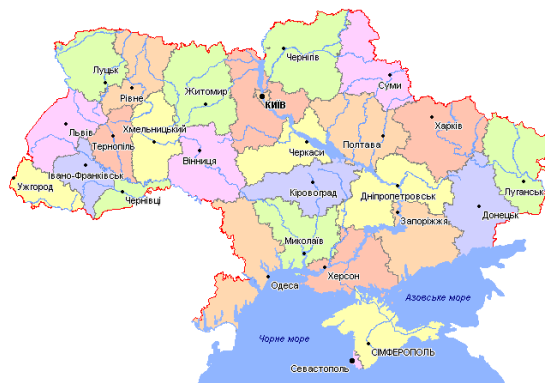 Чернігів
Луцьк
Суми
Рівне
Житомир
КИЇВ
Львів
Хмельницький
Харків
Тернопіль
Полтава
Черкаси
Вінниця
Івано-Франківськ
Ужгород
Кіровоград
Дніпропетровськ
Луганськ
Чернівці
Запоріжжя
Донецьк
Миколаїв
Херсон
Одеса
Азовське море
Чорне море
СІМФЕРОПОЛЬ
Севастополь